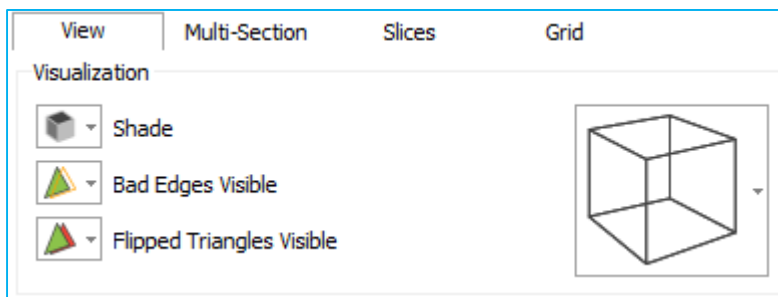 View Multi-Section Slices Grid
Visualization
Shade
Bad Edges Visible
Flipped Triangles Visible